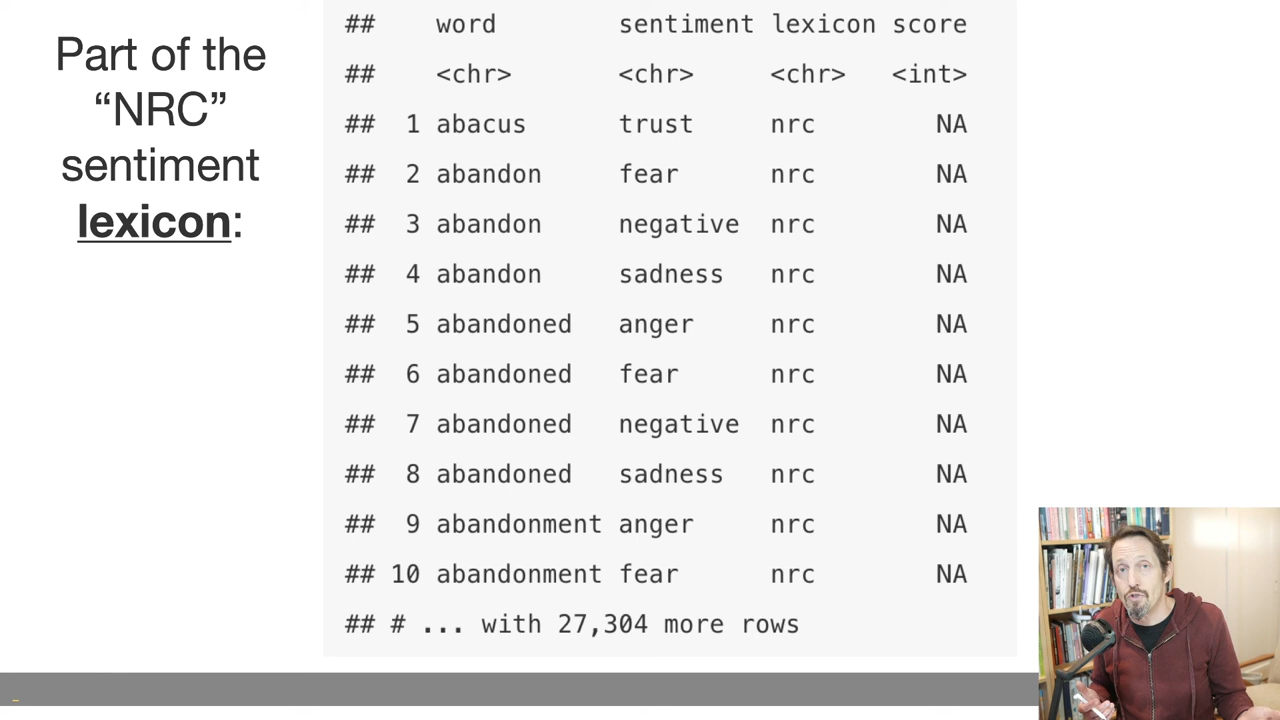 Part of the
“NRC”
sentiment
lexicon:
## word sentiment lexicon score
## <chr> <chr> <chr> <int>
## 1 abacus trust nrc NA
## 2 abandon fear nrc NA
## 3 abandon negative nrc NA
## 4 abandon sadness nrc NA
## 5 abandoned anger nrc NA
## 6 abandoned fear nrc NA
## 7 abandoned negative nrc NA
## 8 abandoned sadness nrc NA
## 9 abandonment anger nrc NA
## 10 abandonment fear nrc NA
## # ... with 27,304 more rows